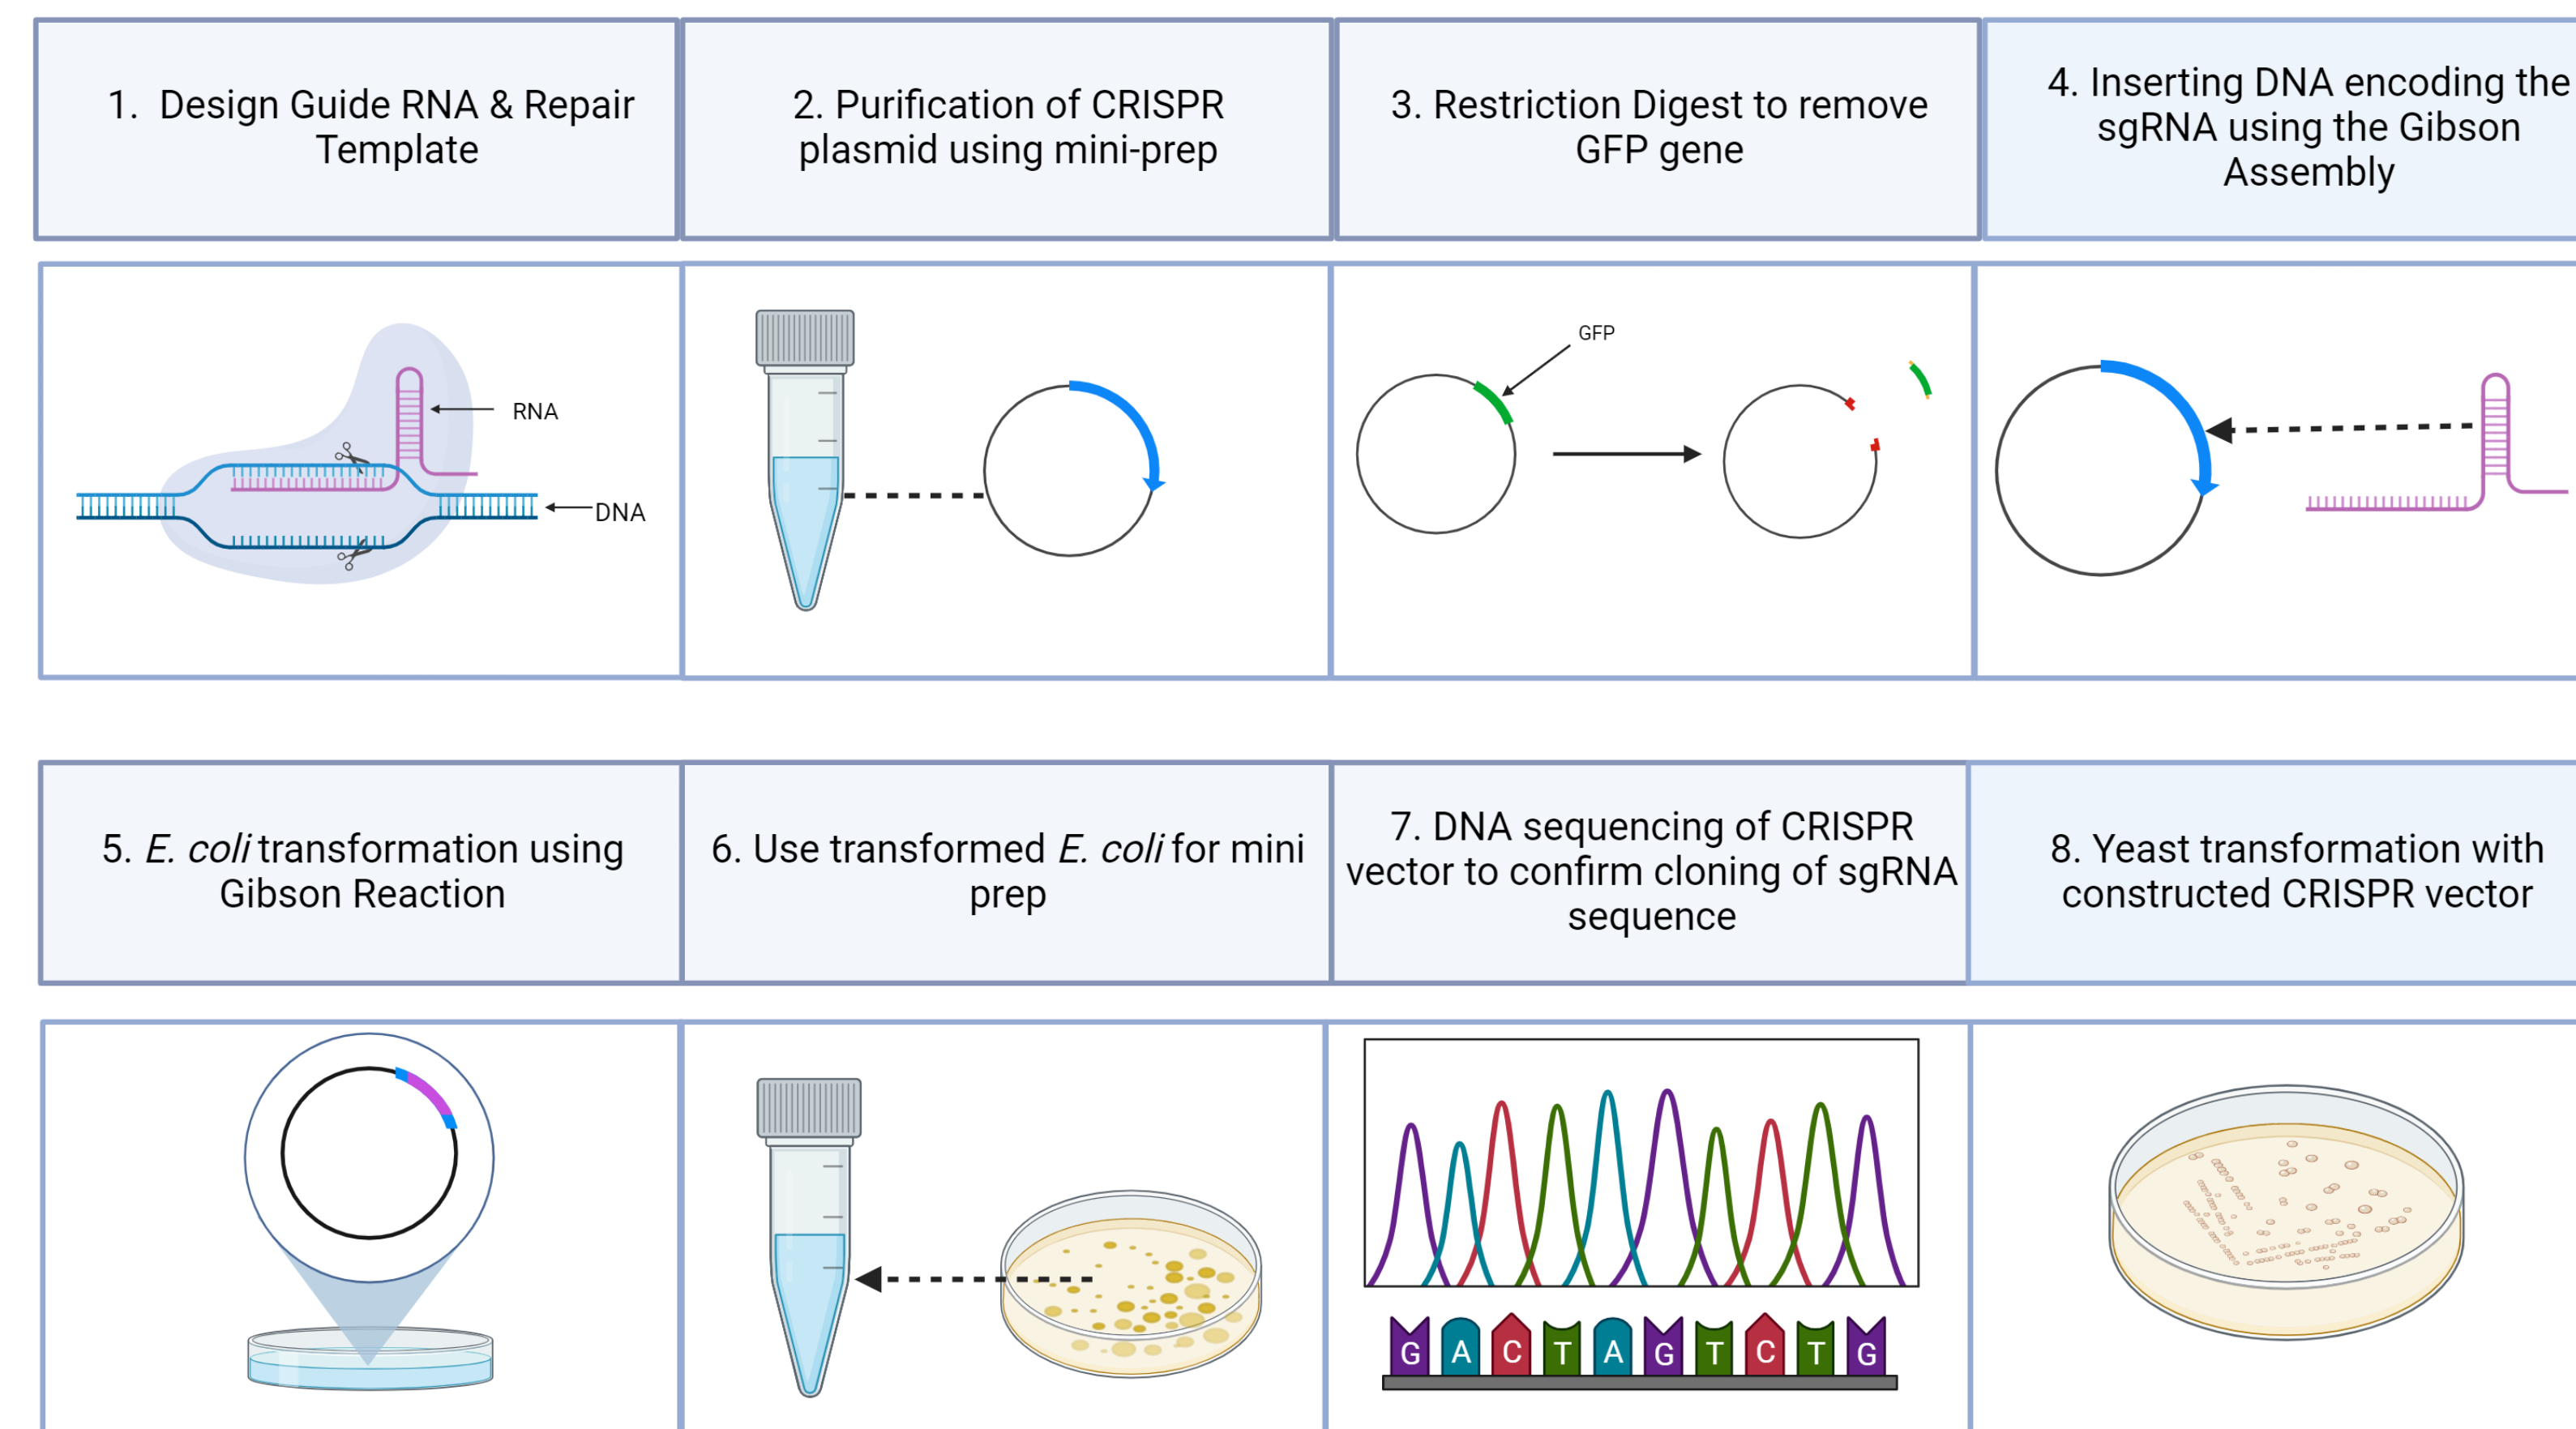 1. Design Guide RNA & Repair
Template
2. Purification of CRISPR
plasmid using mini-prep
3. Restriction Digest to remove
GFP gene
4. Inserting DNA encoding the
sgRNA using the Gibson
Assembly
RNA
DNA
GFP
5. E. coli transformation using
Gibson Reaction
6. Use transformed E. coli for mini
prep
7. DNA sequencing of CRISPR
vector to confirm cloning of sgRNA
sequence
8. Yeast transformation with
constructed CRISPR vector
G A C T A G T C T G